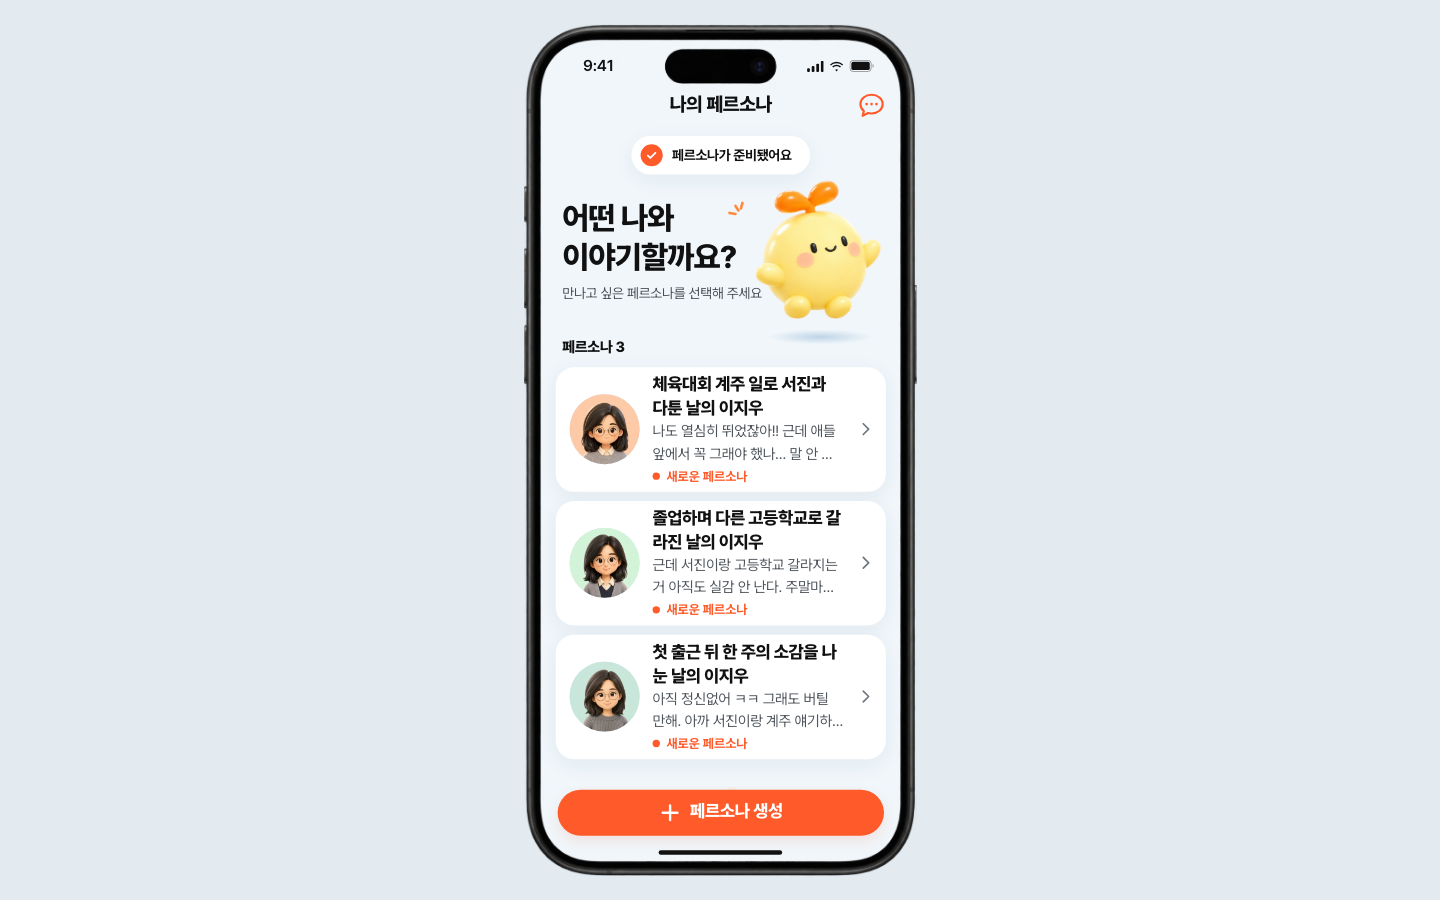 9:41
나의 페르소나
페르소나가 준비됐어요
어떤 나와
이야기할까요?
만나고 싶은 페르소나를 선택해 주세요
페르소나 3
체육대회 계주 일로 서진과
다툰 날의 이지우
나도 열심히 뛰었잖아!! 근데 애들
앞에서 꼭 그래야 했나... 말 안 ...
새로운 페르소나
졸업하며 다른 고등학교로 갈
라진 날의 이지우
근데 서진이랑 고등학교 갈라지는
거 아직도 실감 안 난다. 주말마...
새로운 페르소나
첫 출근 뒤 한 주의 소감을 나
눈 날의 이지우
아직 정신없어 ㅋㅋ 그래도 버틸
만해. 아까 서진이랑 계주 얘기하...
새로운 페르소나
페르소나 생성